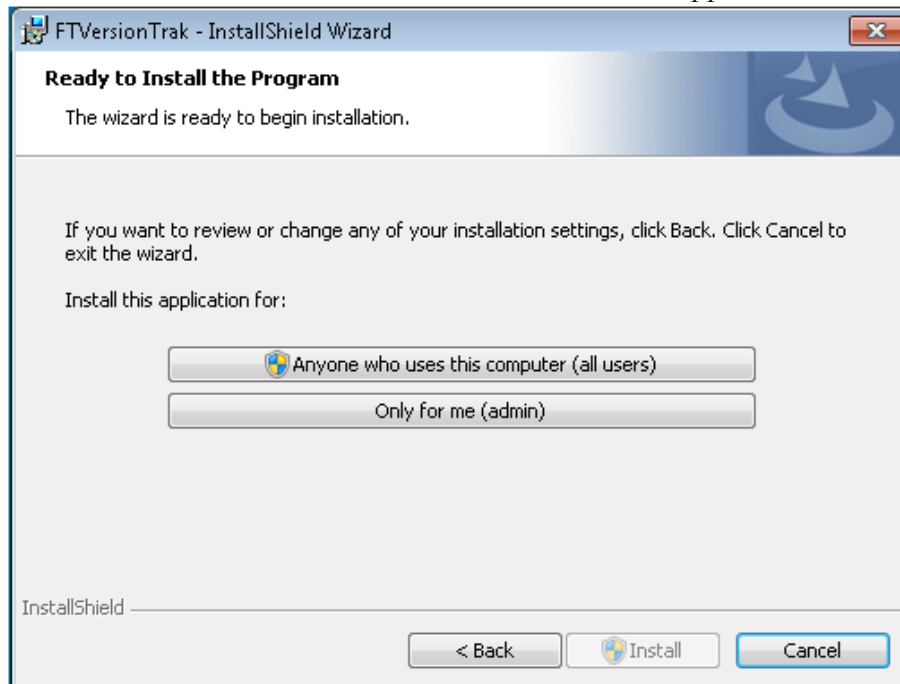 FTVersionTrak - InstallShield Wizard
Ready to Install the Program
The wizard is ready to begin installation.
If you want to review or change any of your installation settings, click Back. Click Cancel to
exit the wizard.
Install this application for:
Anyone who uses this computer (all users)
Only for me (admin)
InstallShield
< Back
Install
Cancel